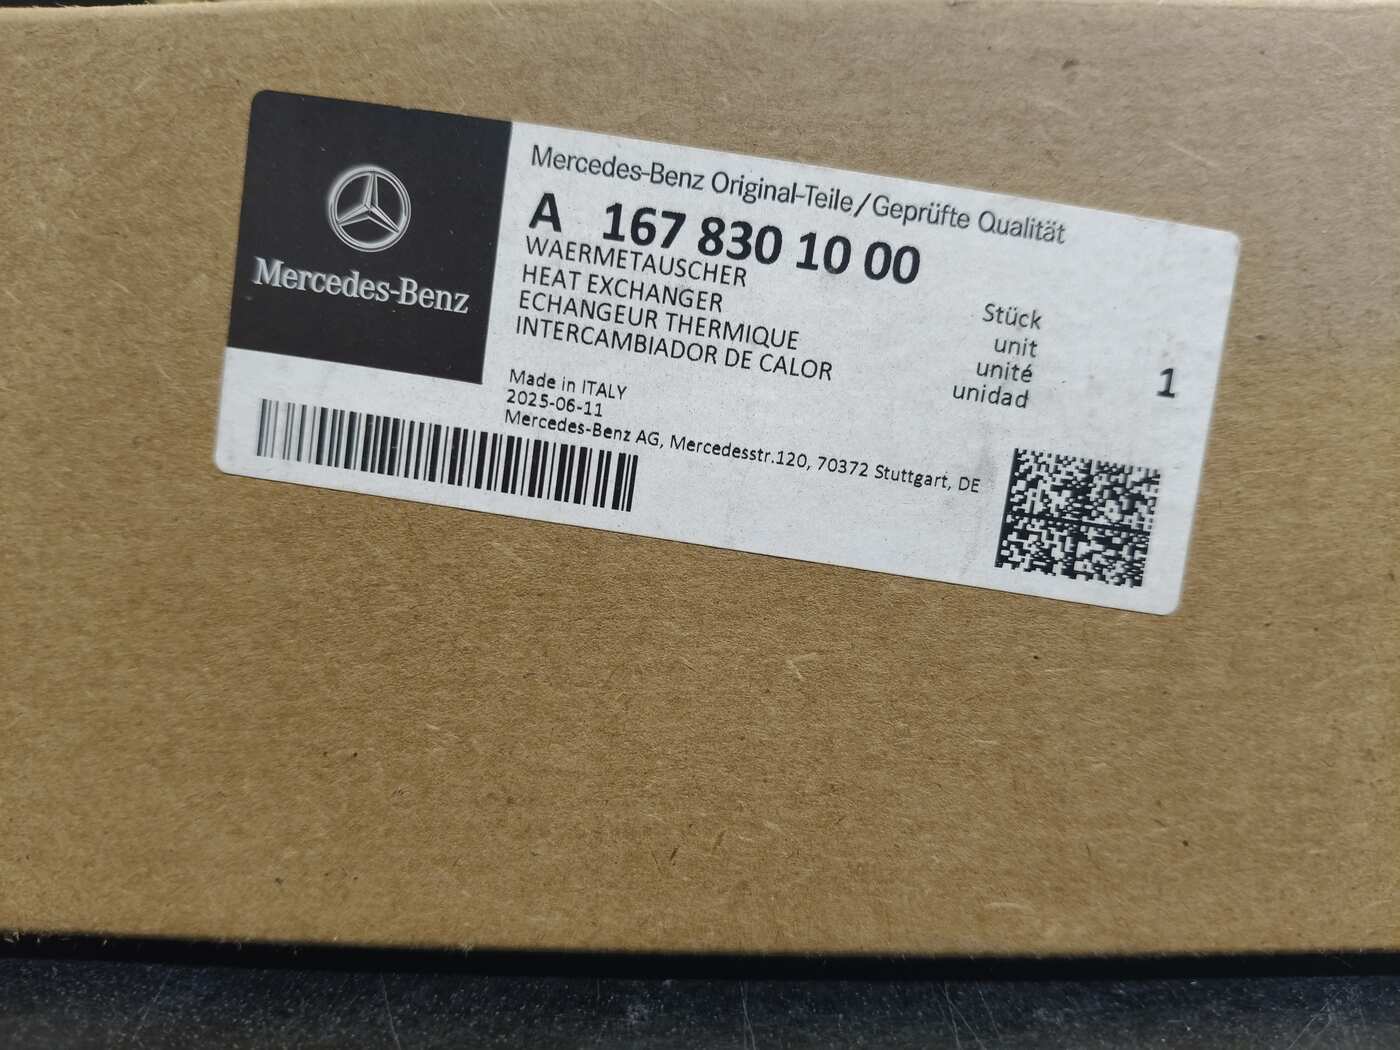 Mercedes-Benz
Mercedes-Benz Original-Teile/Geprüfte Qualität
A 167 830 10 00
WAERMETAUSCHER
HEAT EXCHANGER
ECHANGEUR THERMIQUE
INTERCAMBIADOR DE CALOR
Stück
unit
unité
unidad
1
Made in ITALY
2025-06-11
Mercedes-Benz AG, Mercedesstr.120, 70372 Stuttgart, DE